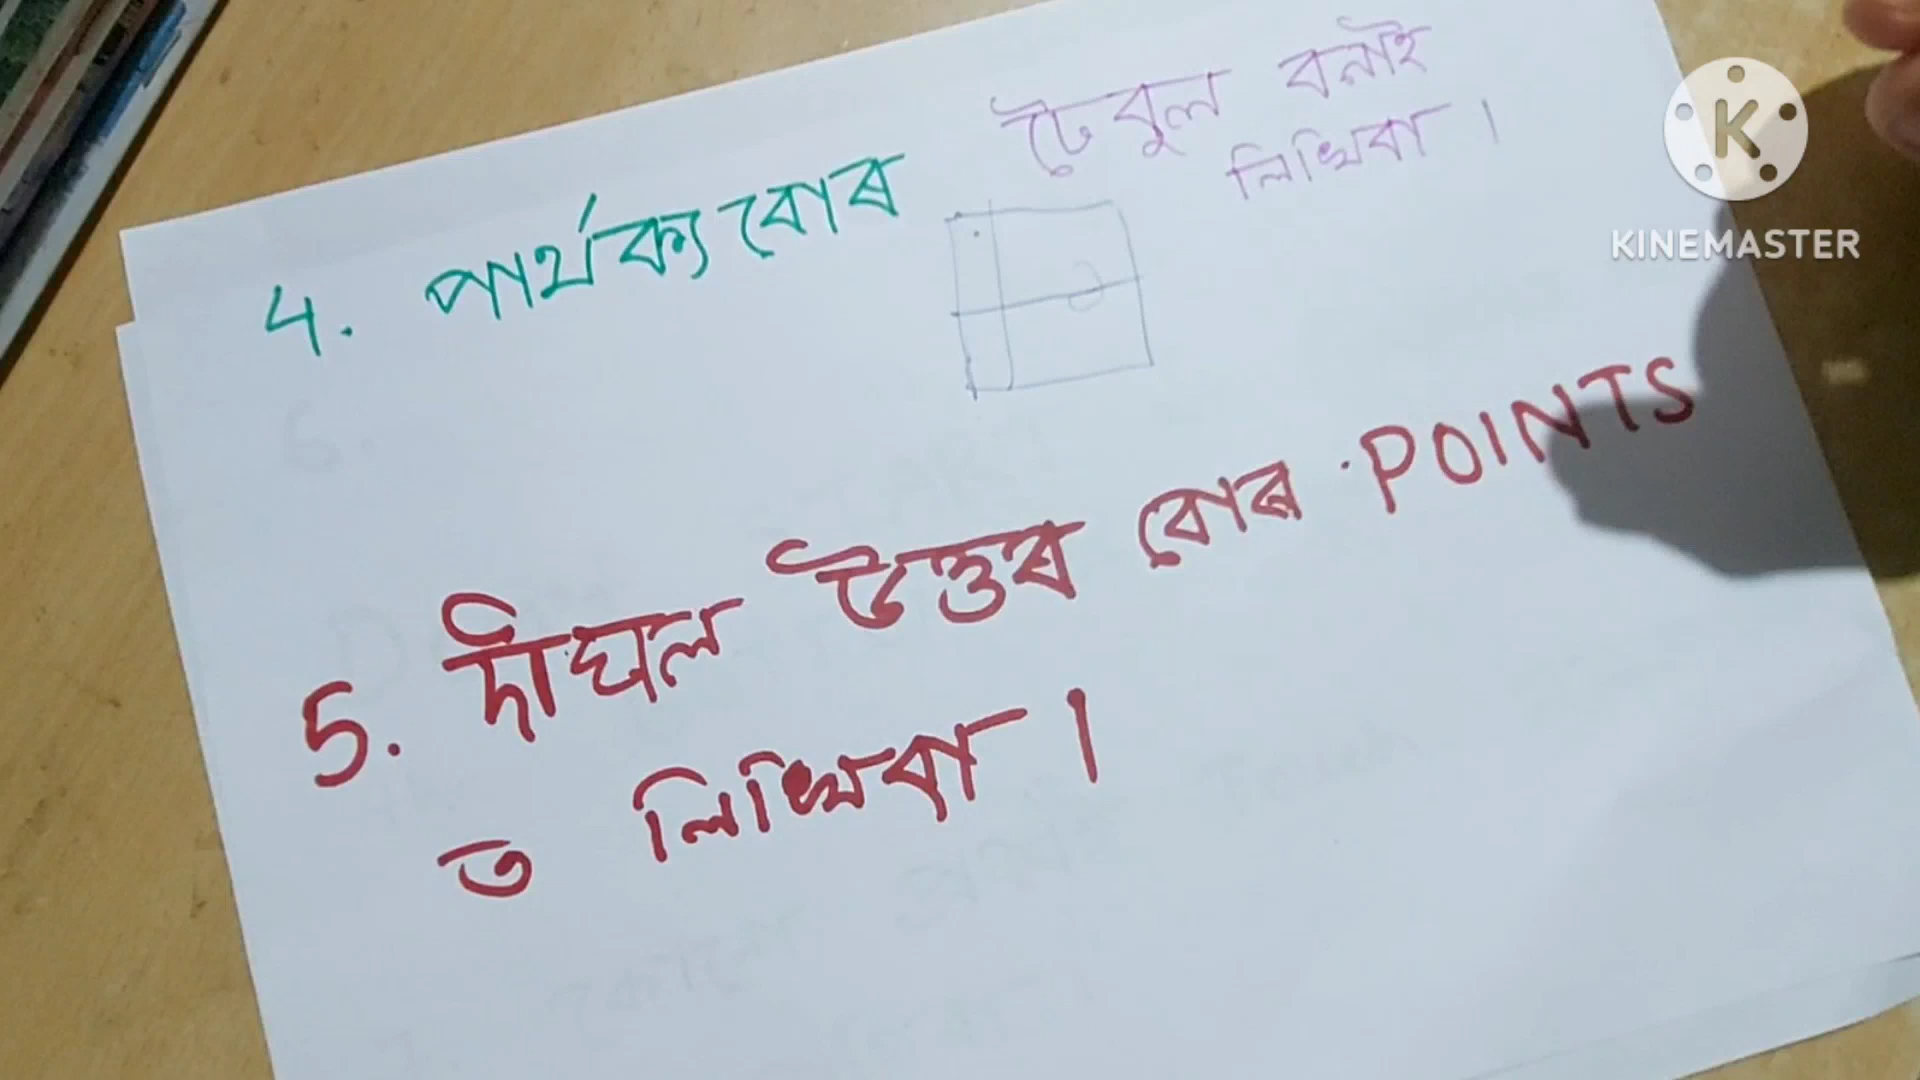 টেবুল বনাই
লিখিবা ।
4. পাৰ্থক্য বোৰ
5. দীঘল উত্তৰ বোৰ POINTS
ত লিখিবা ।
K
KINEMASTER